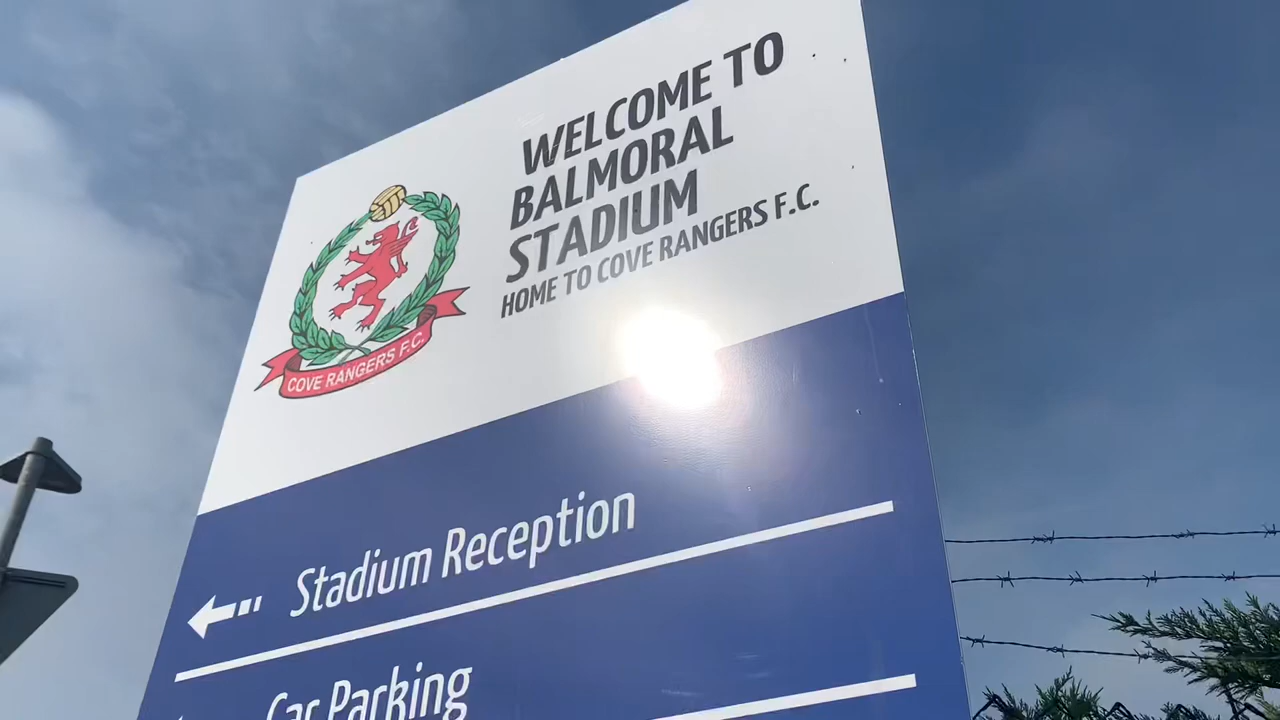 WELCOME TO
BALMORAL
STADIUM
HOME TO COVE RANGERS F.C.
COVE RANGERS F.C.
Stadium Reception
Car Parking